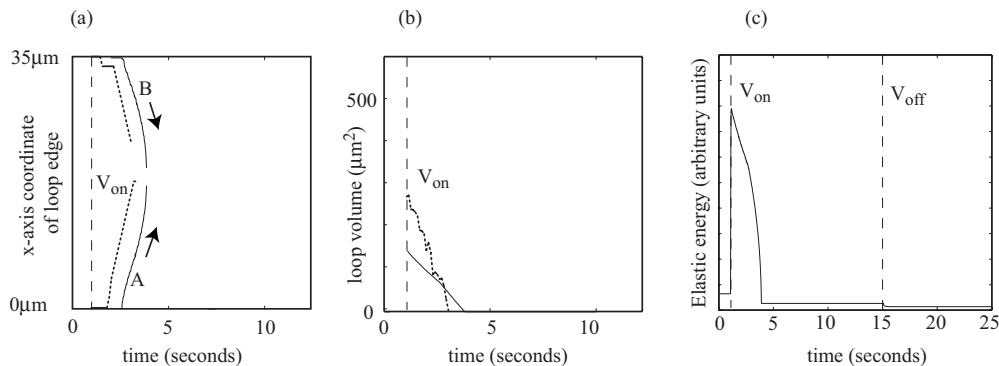 (a)
35μm
B
V_on
x-axis coordinate
of loop edge
A
0μm
0 5 10
time (seconds)
(b)
500
V_on
loop volume (μm²)
0
0 5 10
time (seconds)
(c)
V_on
V_off
Elastic energy (arbitrary units)
0 5 10 15 20 25
time (seconds)